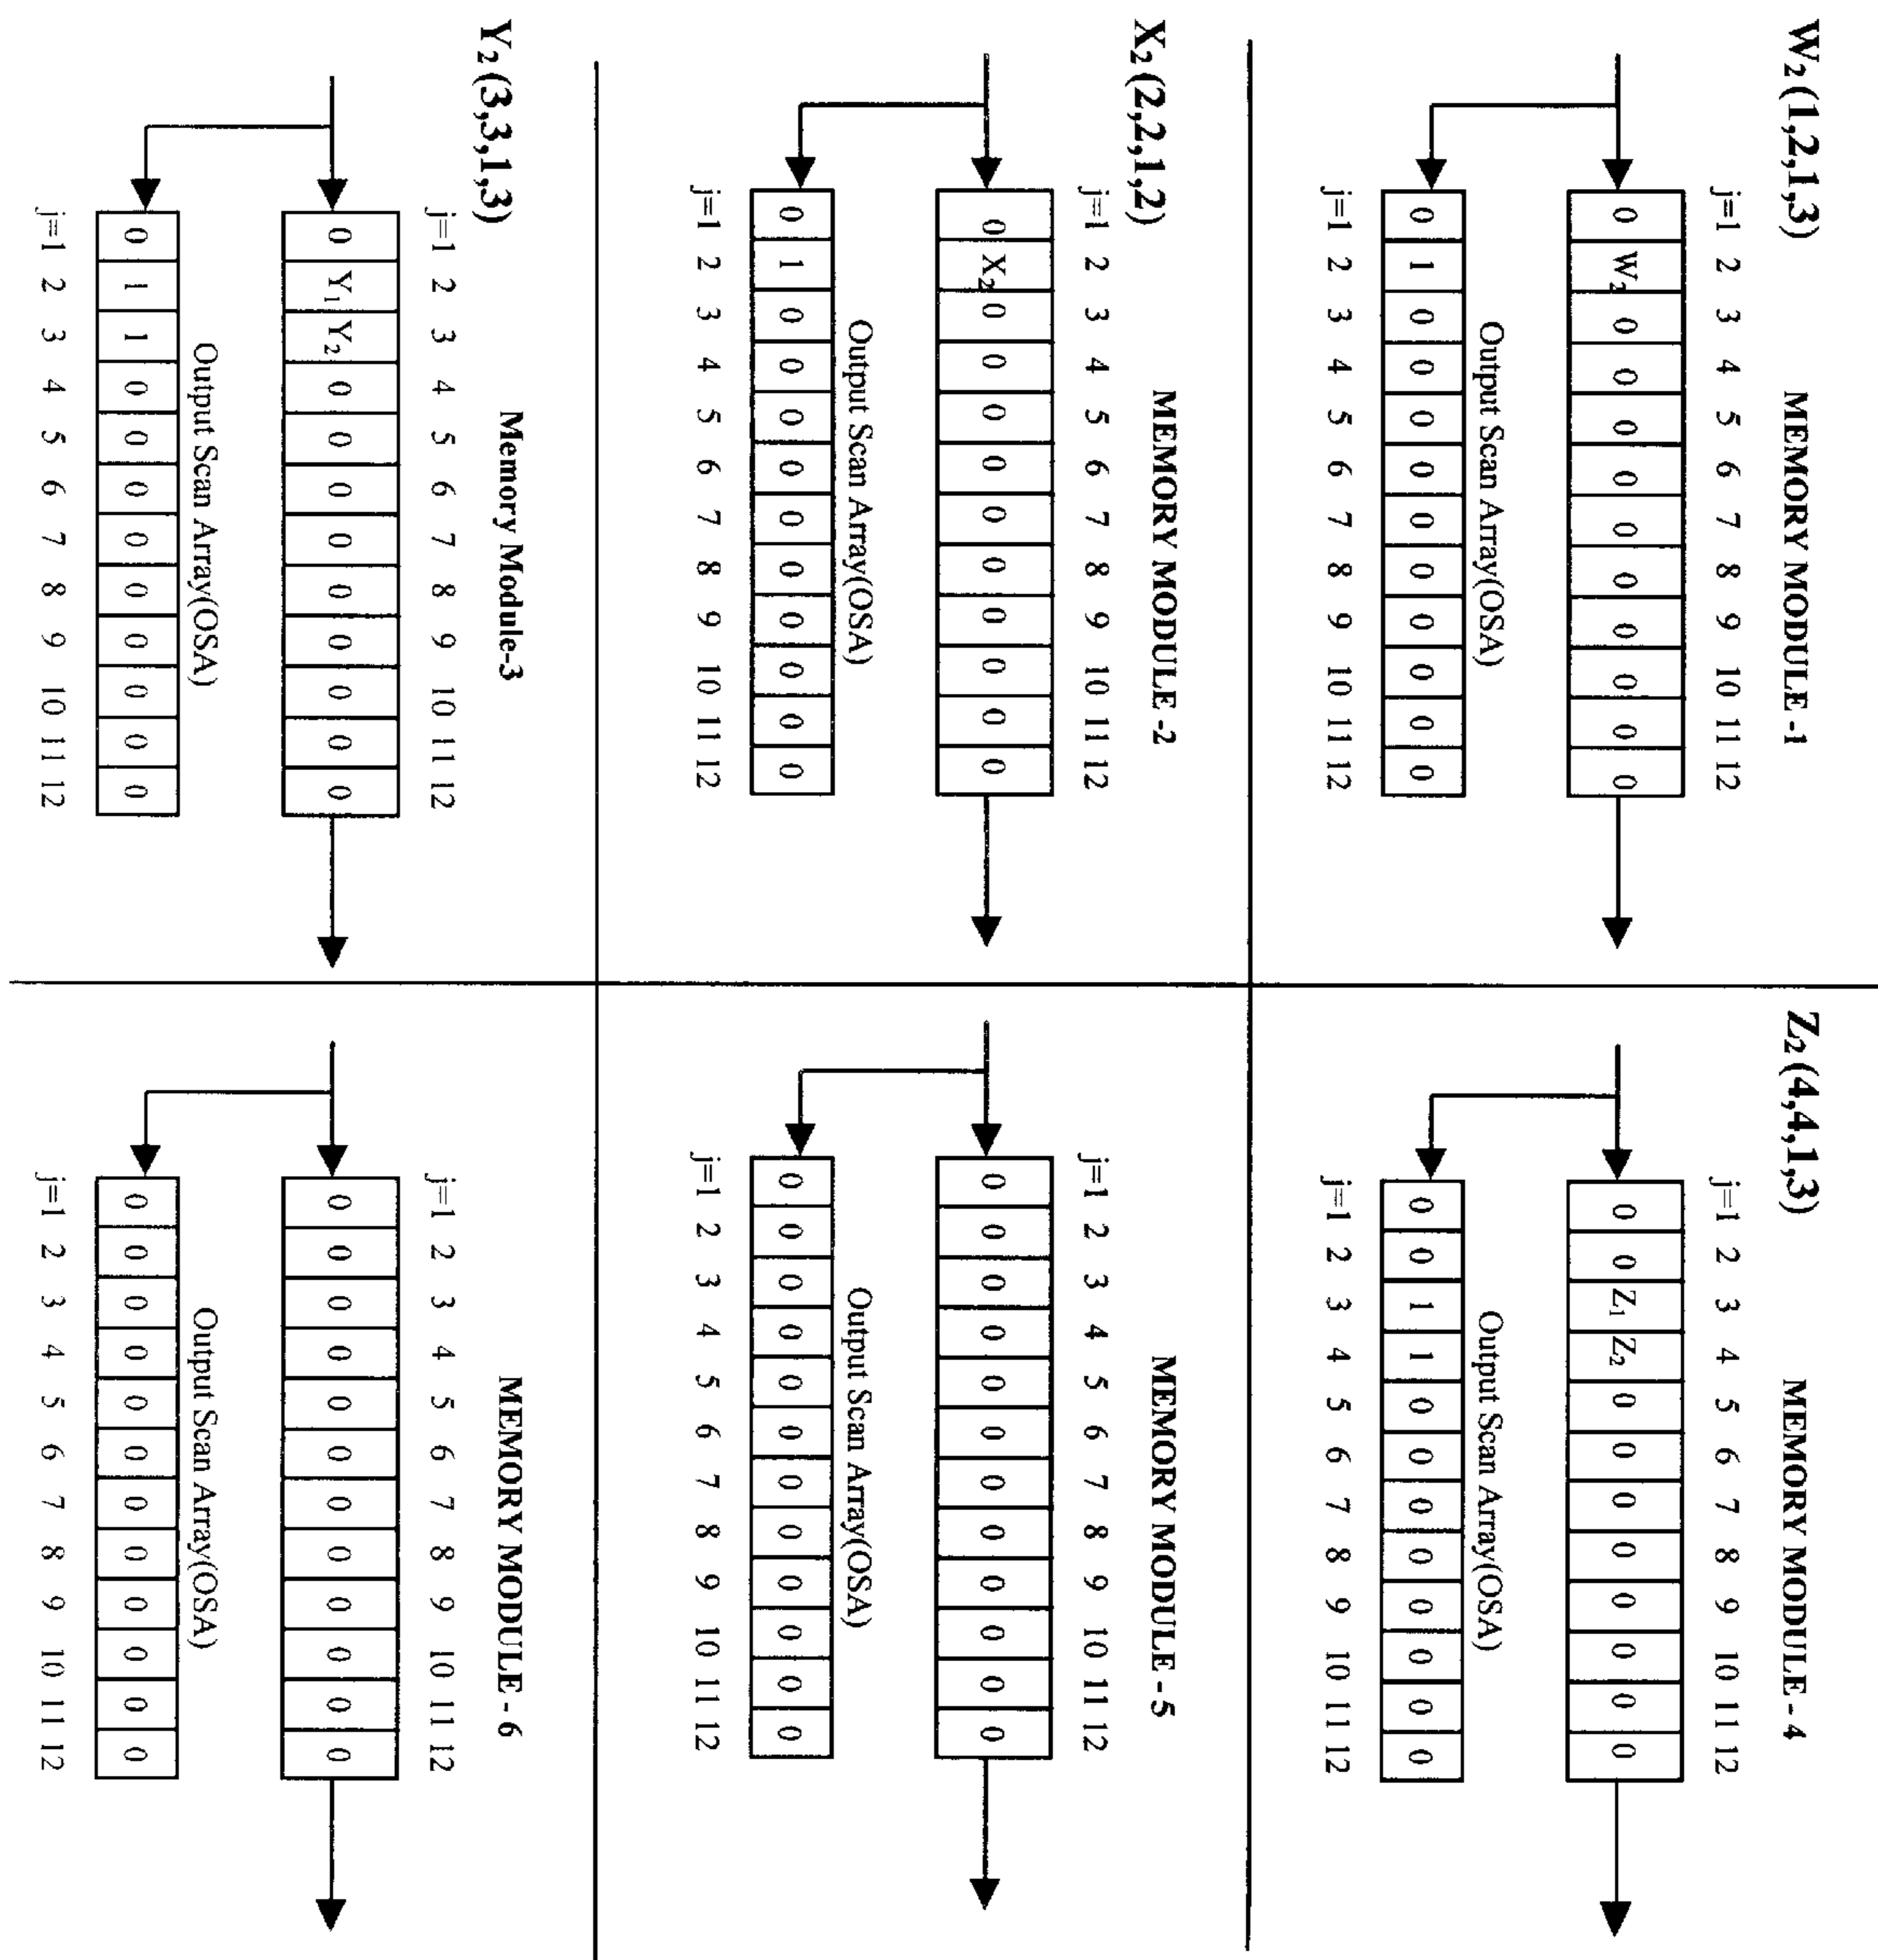 W₂(1,2,1,3)
MEMORY MODULE -1
j=1 2 3 4 5 6 7 8 9 10 11 12
0 W₂ 0 0 0 0 0 0 0 0 0 0
Output Scan Array(OSA)
0 1 0 0 0 0 0 0 0 0 0 0
j=1 2 3 4 5 6 7 8 9 10 11 12
Z₂(4,4,1,3)
MEMORY MODULE - 4
j=1 2 3 4 5 6 7 8 9 10 11 12
0 0 Z₁ Z₂ 0 0 0 0 0 0 0 0
Output Scan Array(OSA)
0 0 1 1 0 0 0 0 0 0 0 0
j=1 2 3 4 5 6 7 8 9 10 11 12
X₂(2,2,1,2)
MEMORY MODULE -2
j=1 2 3 4 5 6 7 8 9 10 11 12
0 X₂ 0 0 0 0 0 0 0 0 0 0
Output Scan Array(OSA)
0 1 0 0 0 0 0 0 0 0 0 0
j=1 2 3 4 5 6 7 8 9 10 11 12
MEMORY MODULE - 5
j=1 2 3 4 5 6 7 8 9 10 11 12
0 0 0 0 0 0 0 0 0 0 0 0
Output Scan Array(OSA)
0 0 0 0 0 0 0 0 0 0 0 0
j=1 2 3 4 5 6 7 8 9 10 11 12
Y₂(3,3,1,3)
Memory Module-3
j=1 2 3 4 5 6 7 8 9 10 11 12
0 Y₁ Y₂ 0 0 0 0 0 0 0 0 0
Output Scan Array(OSA)
0 1 1 0 0 0 0 0 0 0 0 0
j=1 2 3 4 5 6 7 8 9 10 11 12
MEMORY MODULE - 6
j=1 2 3 4 5 6 7 8 9 10 11 12
0 0 0 0 0 0 0 0 0 0 0 0
Output Scan Array(OSA)
0 0 0 0 0 0 0 0 0 0 0 0
j=1 2 3 4 5 6 7 8 9 10 11 12